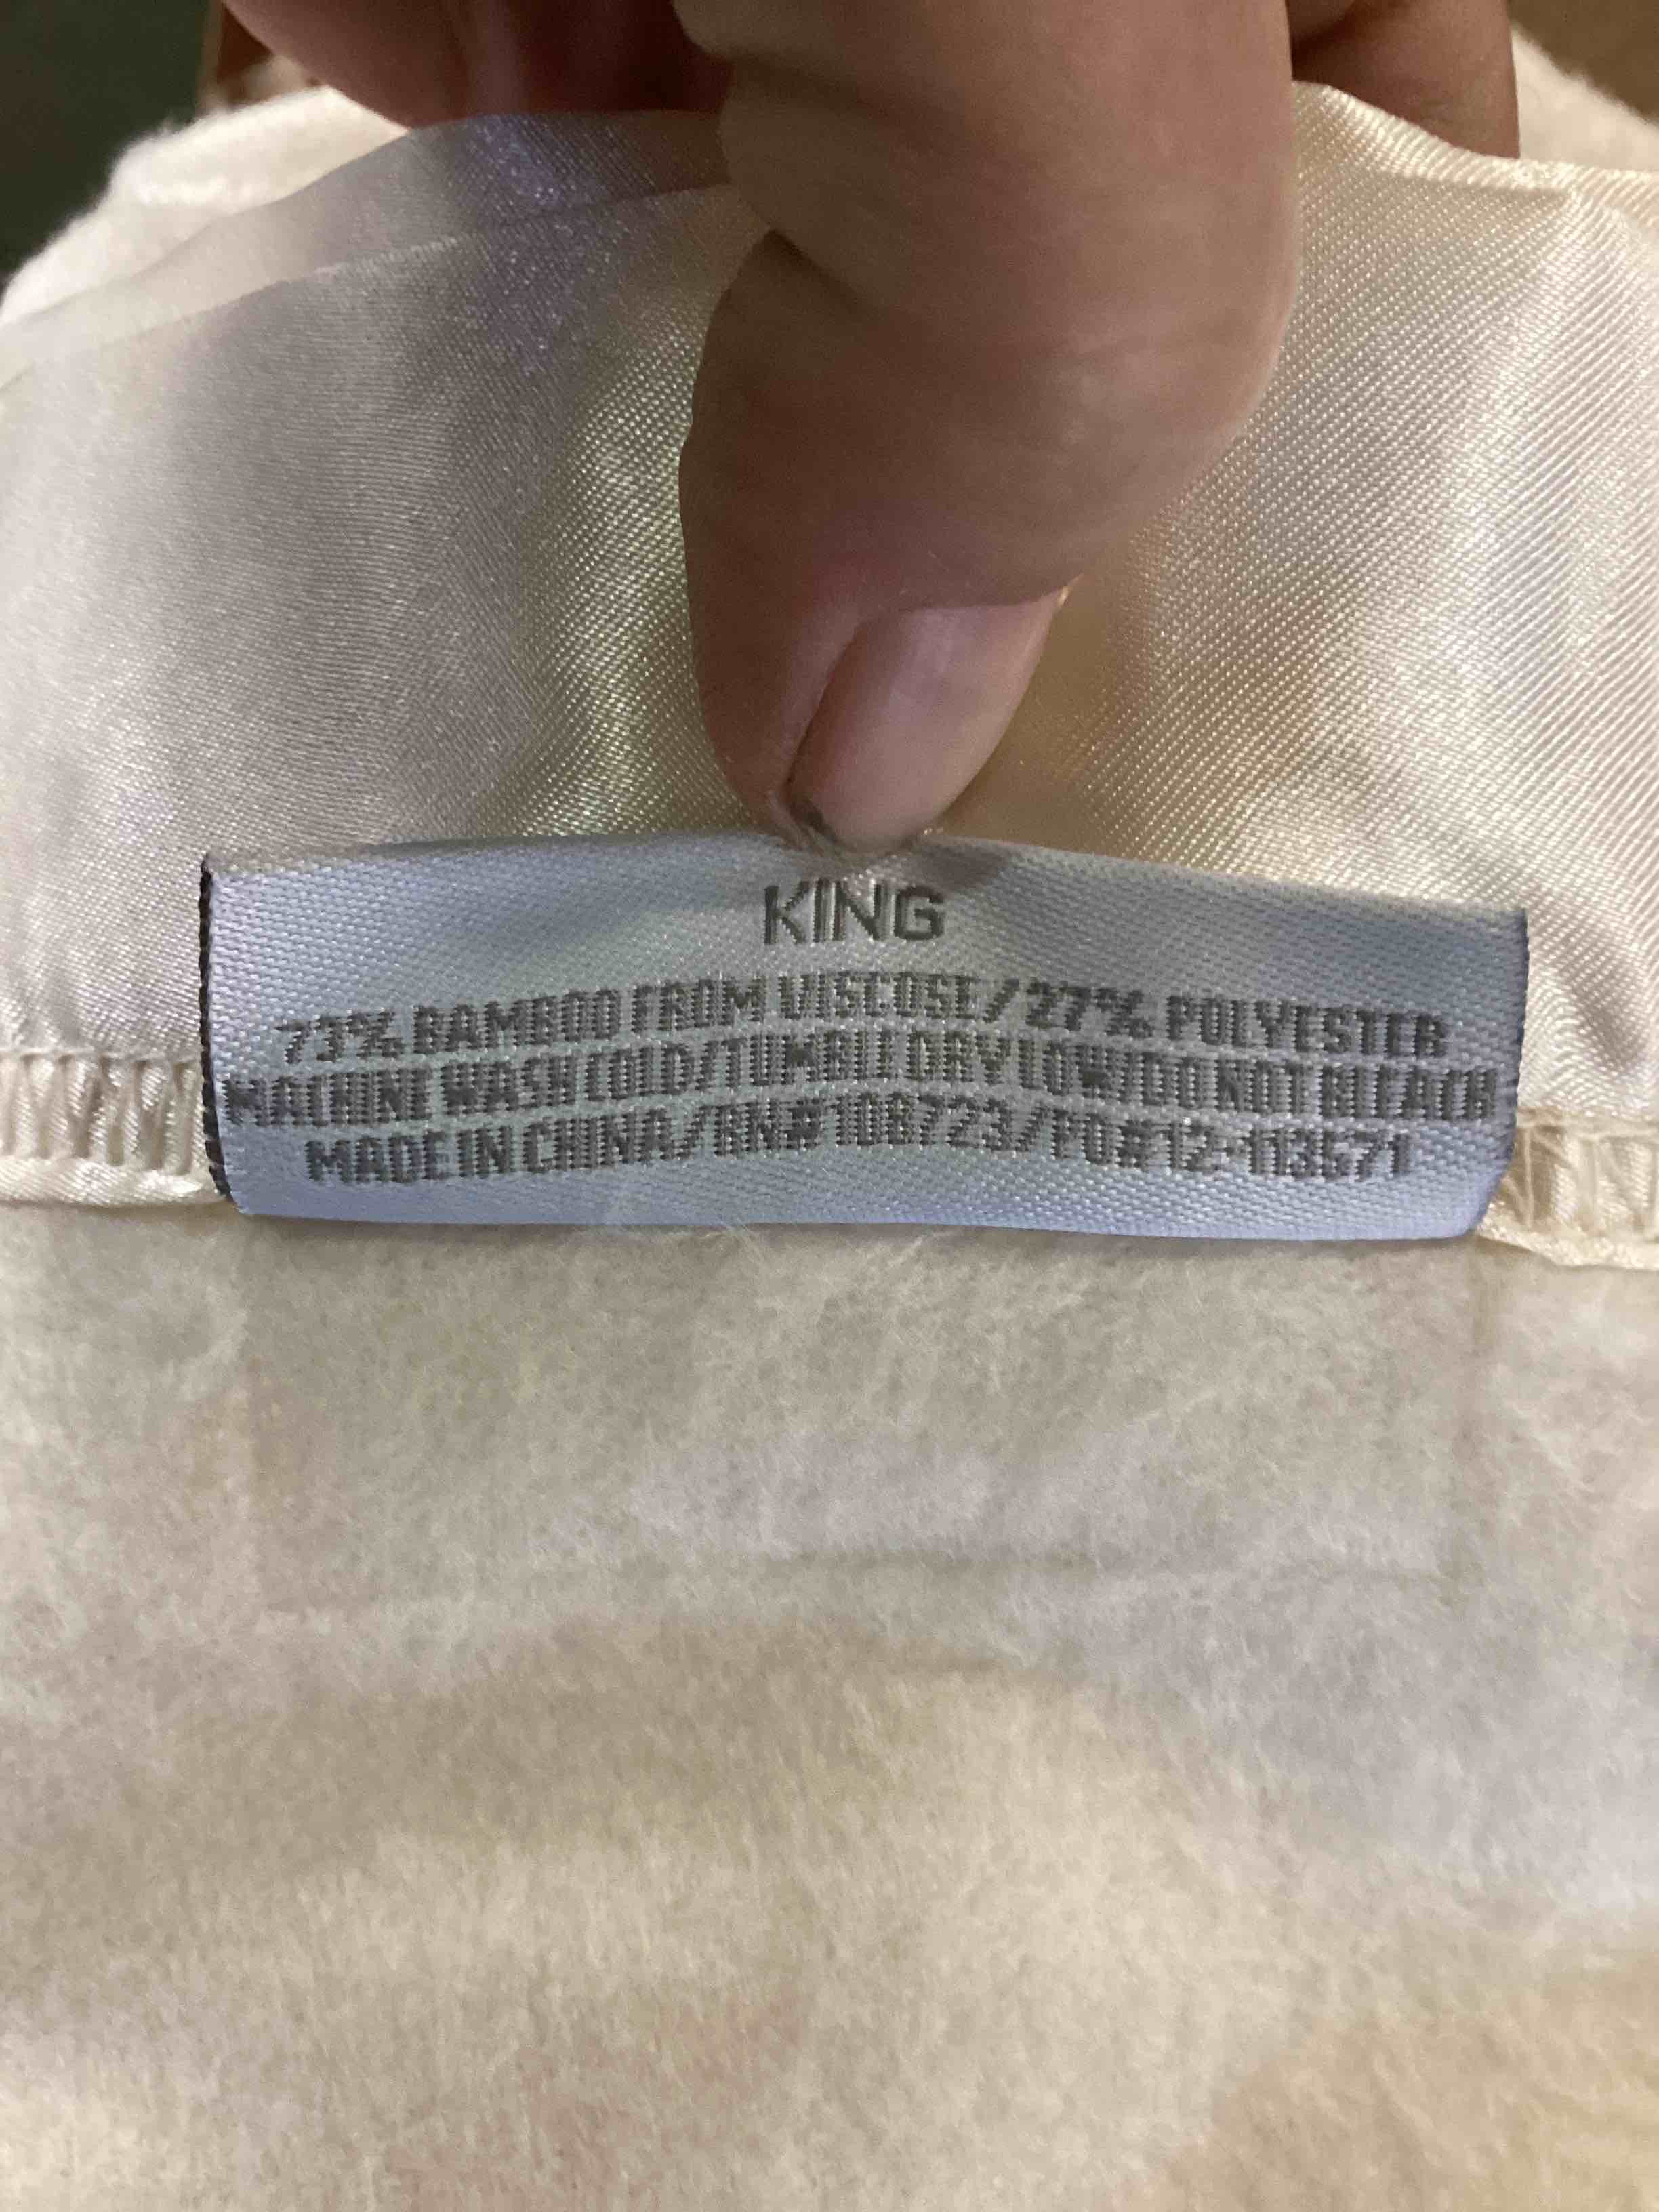 KING
73% BAMBOO FROM VISCOSE/27% POLYESTER
MACHINE WASH COLD/TUMBLE DRY LOW/DO NOT BLEACH
MADE IN CHINA/RN# 108723/PO# 12-113571